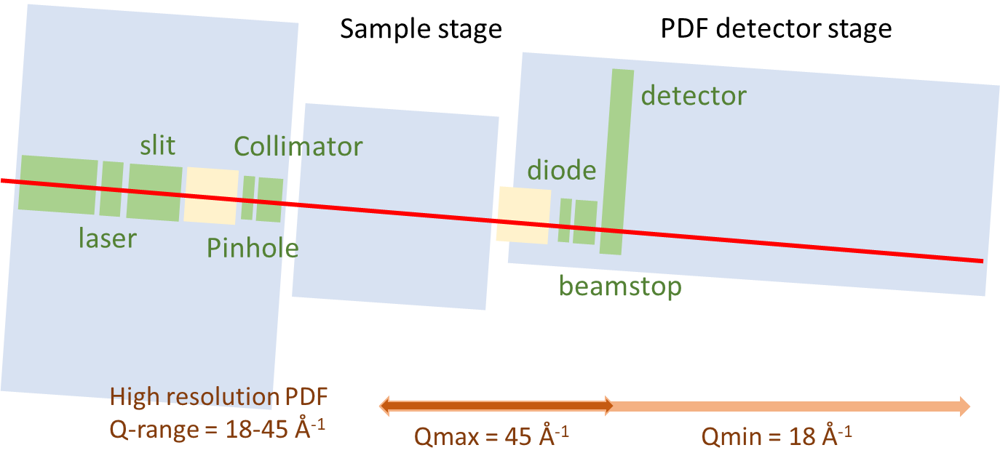 Sample stage
PDF detector stage
detector
slit
Collimator
diode
laser
Pinhole
beamstop
High resolution PDF
Q-range = 18-45 Å⁻¹
Qmax = 45 Å⁻¹
Qmin = 18 Å⁻¹